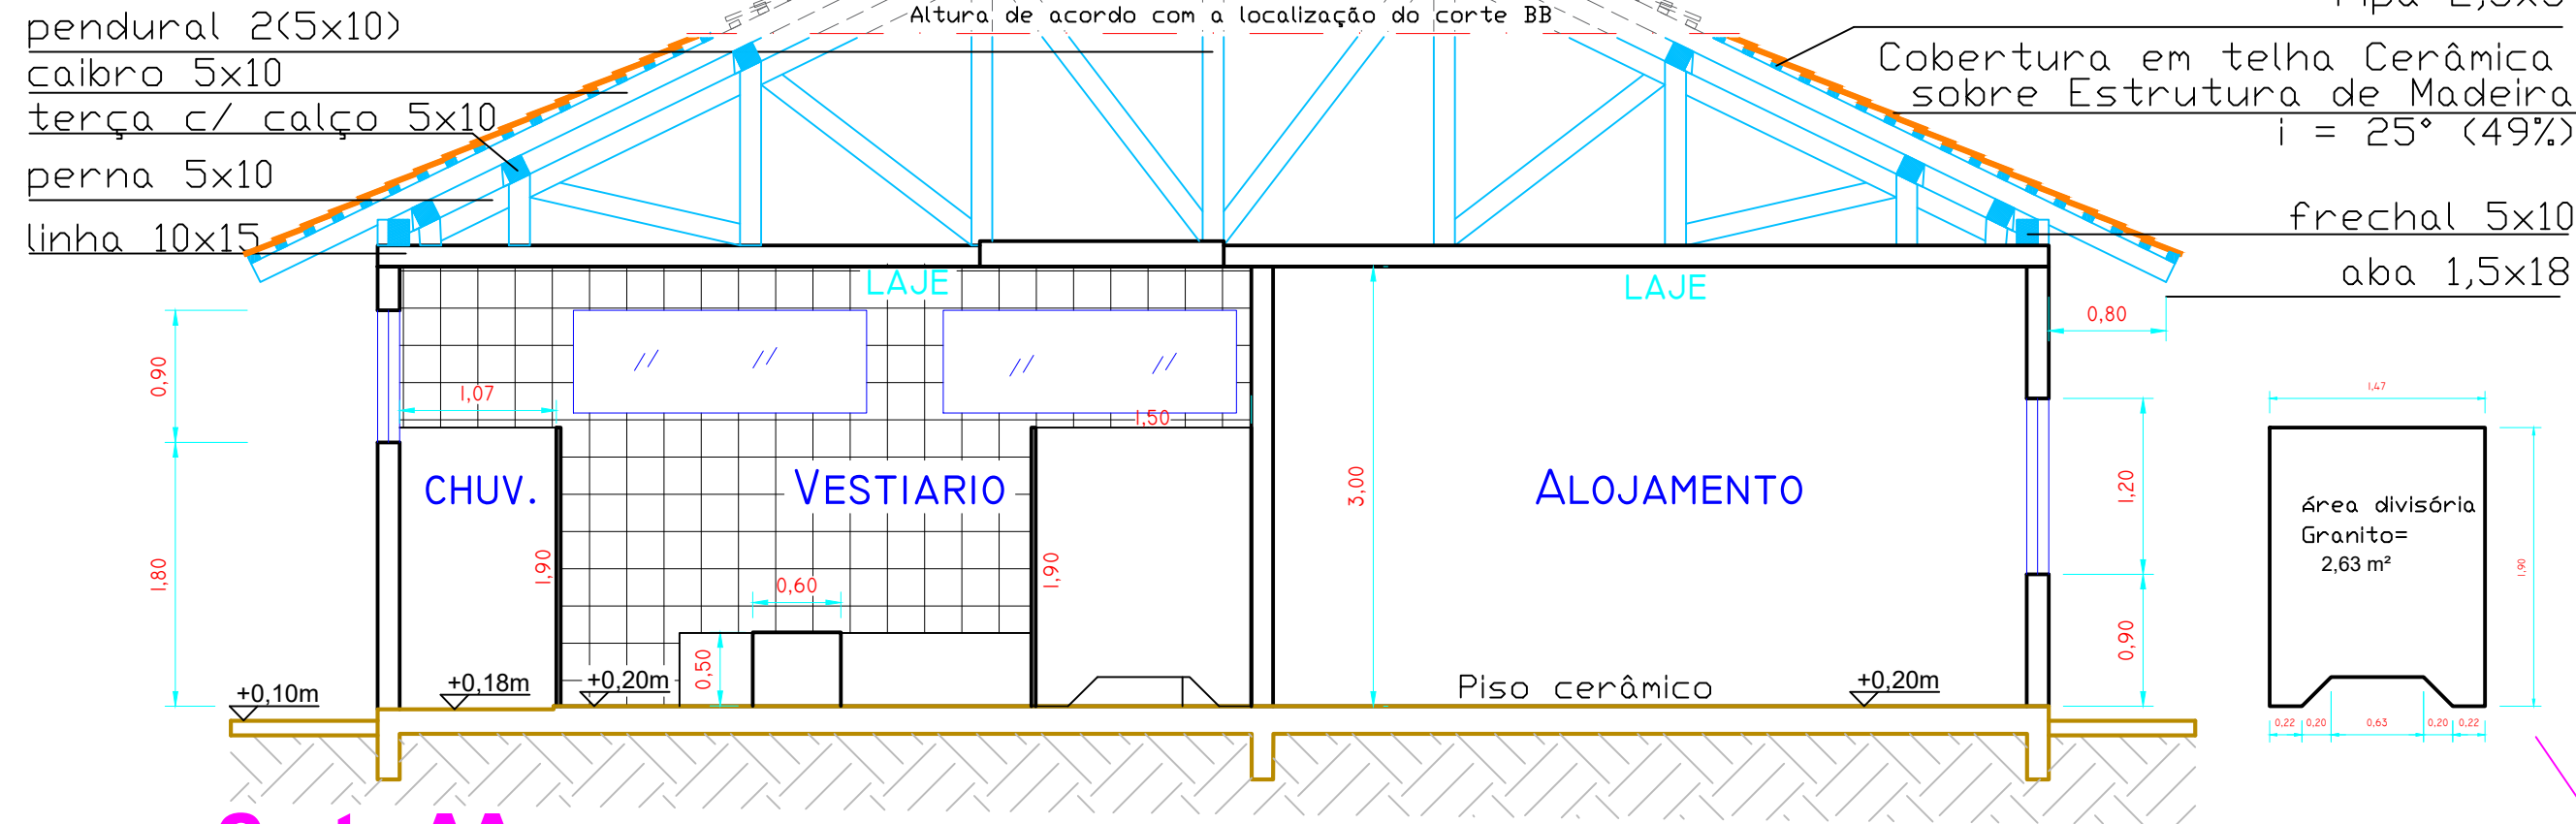 Altura de acordo com a localização do corte BB
pendural 2(5x10)
caibro 5x10
terça c/ calço 5x10
perna 5x10
linha 10x15
Cobertura em telha Cerâmica
sobre Estrutura de Madeira
i = 25° (49%)
frechal 5x10
aba 1,5x18
LAJE
LAJE
0,80
0,90
1,07
1,50
1,47
CHUV.
VESTIARIO
3,00
ALOJAMENTO
1,20
Área divisória
Granito=
2,63 m²
1,80
1,90
0,60
1,90
1,90
0,50
0,90
+0,10m
+0,18m
+0,20m
Piso cerâmico
+0,20m
0,22
0,20
0,63
0,20
0,22